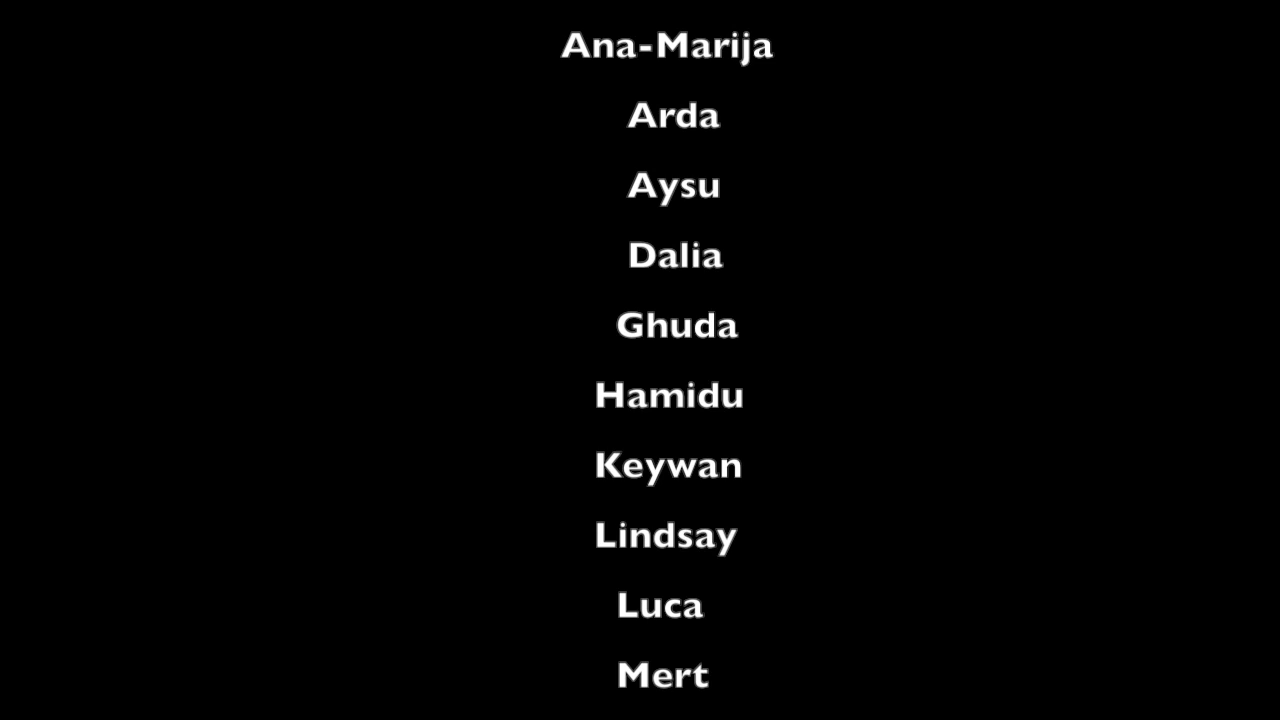 Ana-Marija
Arda
Aysu
Dalia
Ghuda
Hamidu
Keywan
Lindsay
Luca
Mert